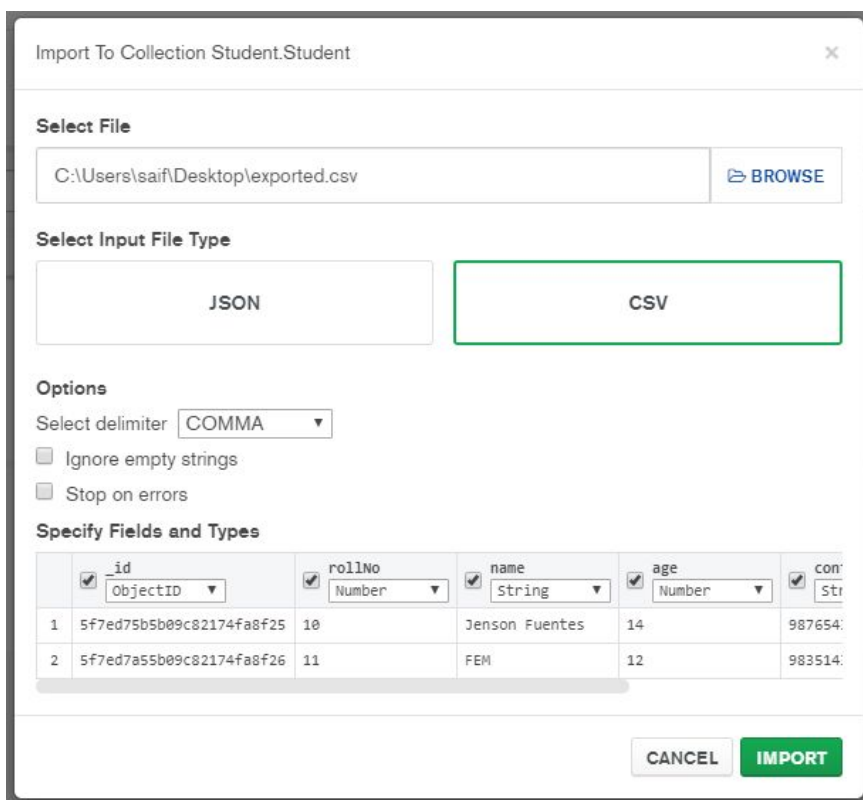 Import To Collection Student.Student ×
Select File
C:\Users\saif\Desktop\exported.csv BROWSE
Select Input File Type
JSON CSV
Options
Select delimiter COMMA
Ignore empty strings
Stop on errors
Specify Fields and Types
_id rollNo name age
ObjectID Number String Number
1 5f7ed75b5b09c82174fa8f25 10 Jenson Fuentes 14
2 5f7ed7a55b09c82174fa8f26 11 FEM 12
CANCEL IMPORT